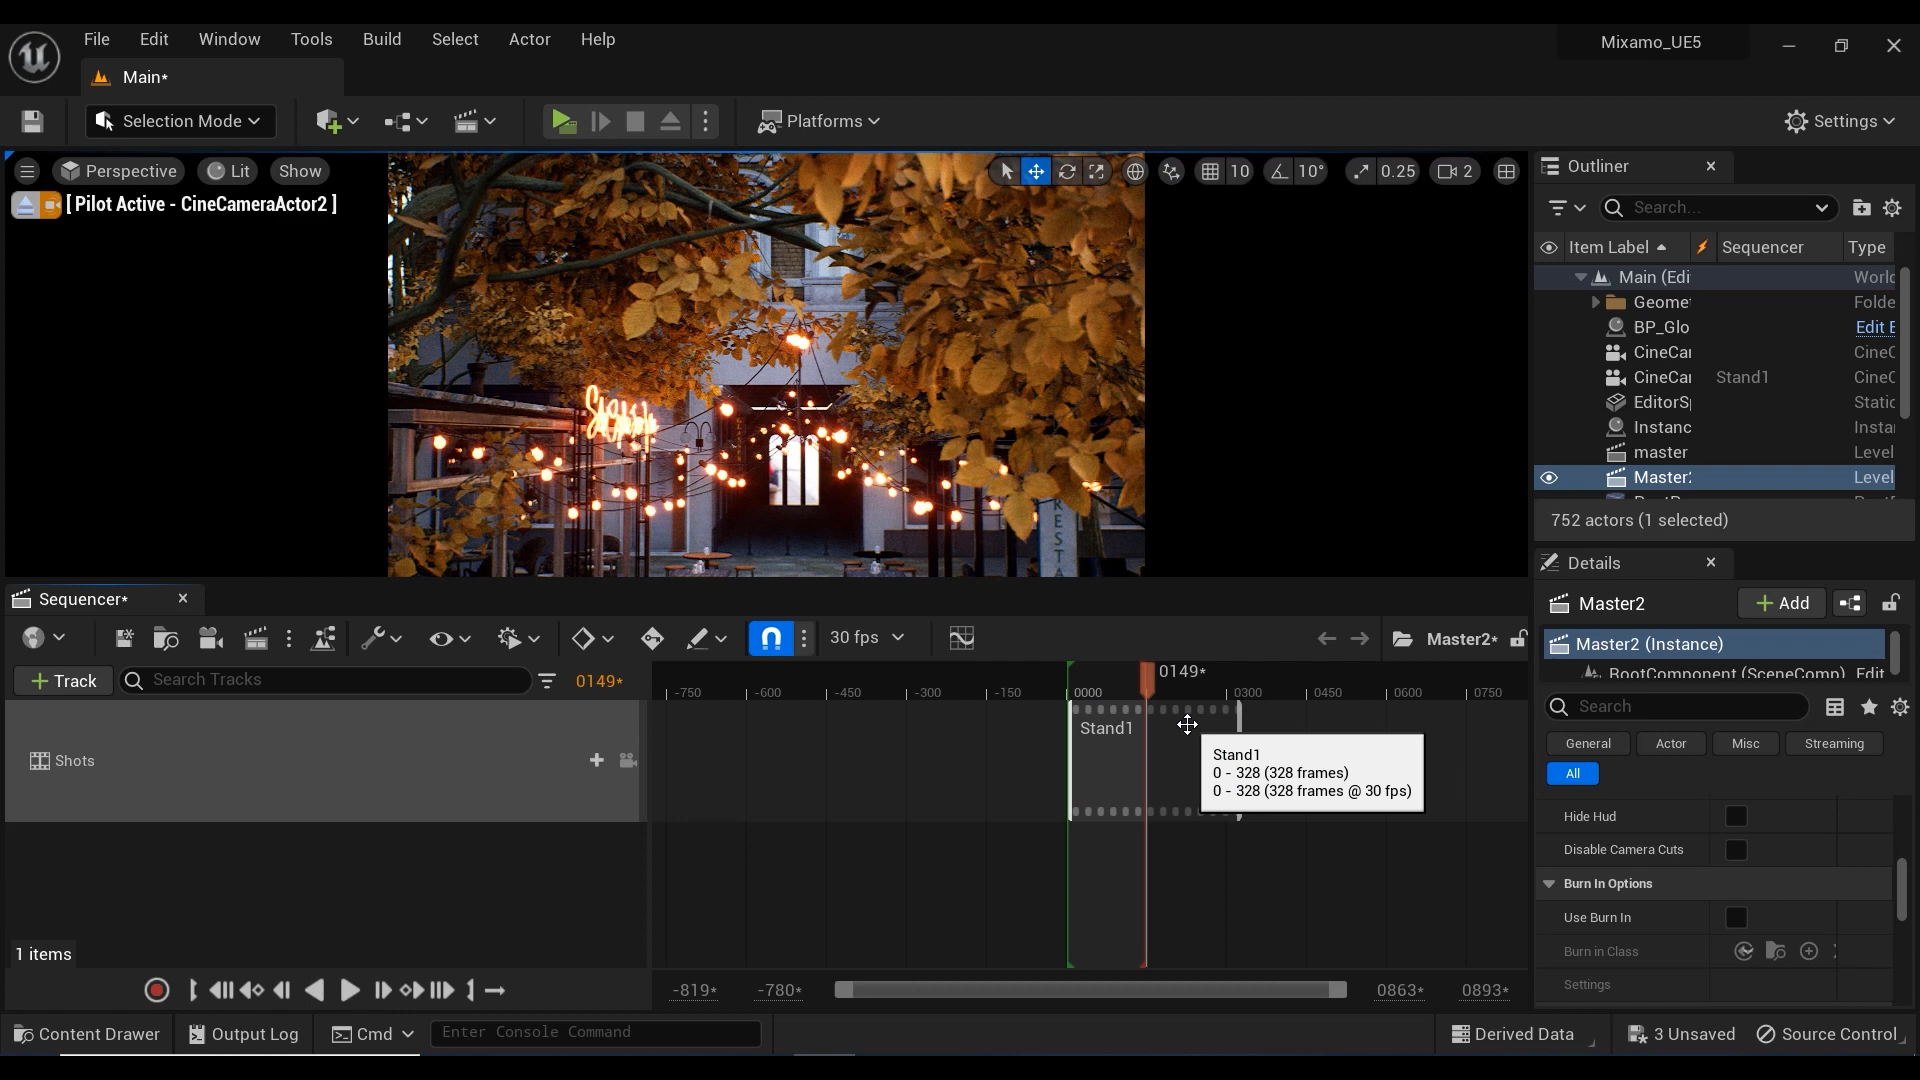 File Edit Window Tools Build Select Actor Help
Mixamo_UE5
Main*
Selection Mode
Platforms
Settings
Perspective Lit Show
10 10° 0.25 2
[ Pilot Active - CineCameraActor2 ]
REST
Outliner
Search...
Item Label Sequencer Type
Main (Edi World
Geome Folde
BP_Glo Edit E
CineCa CineC
CineCa Stand1 CineC
EditorS Static
Instanc Insta
master Level
Master2 Level
752 actors (1 selected)
Sequencer*
30 fps
Master2*
Track
Search Tracks
0149*
0149*
-750 -600 -450 -300 -150 0000 0300 0450 0600 0750
Stand1
Shots
Stand1
0 - 328 (328 frames)
0 - 328 (328 frames @ 30 fps)
1 items
-819* -780* 0863* 0893*
Details
Master2
Add
Master2 (Instance)
RootComponent (SceneComp) Edit
Search
General Actor Misc Streaming
All
Hide Hud
Disable Camera Cuts
Burn In Options
Use Burn In
Burn in Class
Settings
Content Drawer
Output Log
Cmd
Enter Console Command
Derived Data
3 Unsaved
Source Control